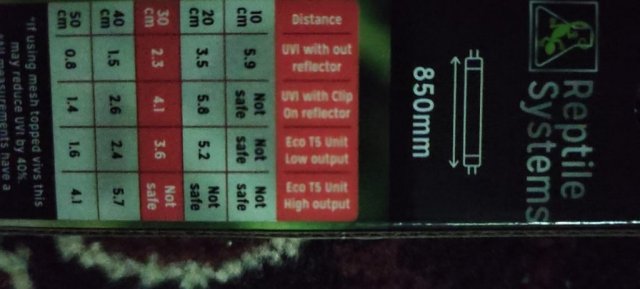 Reptile
Systems
850mm
Distance
UVI with out
reflector
UVI with Clip
On reflector
Eco T5 Unit
Low output
Eco T5 Unit
High output
10
cm
5.9
Not
safe
Not
safe
Not
safe
20
cm
3.5
5.8
5.2
Not
safe
30
cm
2.3
4.1
3.6
Not
safe
40
cm
1.5
2.6
2.4
5.7
50
cm
0.8
1.4
1.6
4.1
*If using mesh topped vivs this
may reduce UVI by 40%
measurements have a